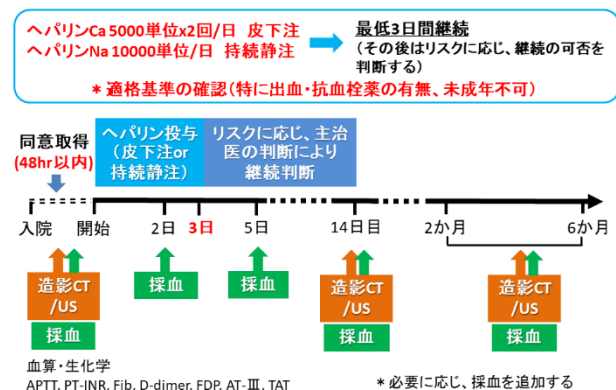 ヘパリンCa 5000単位x2回/日 皮下注
ヘパリンNa 10000単位/日 持続静注
最低3日間継続
(その後はリスクに応じ、継続の可否を
判断する)
*適格基準の確認(特に出血・抗血栓薬の有無、未成年不可)
同意取得
(48hr以内)
ヘパリン投与
(皮下注or
持続静注)
リスクに応じ、主治
医の判断により
継続判断
入院 開始 2日 3日 5日 14日目 2か月 6か月
造影CT
/US
採血
採血
採血
造影CT
/US
採血
造影CT
/US
採血
血算・生化学
APTT, PT-INR, Fib, D-dimer, FDP, AT-Ⅲ, TAT
*必要に応じ、採血を追加する